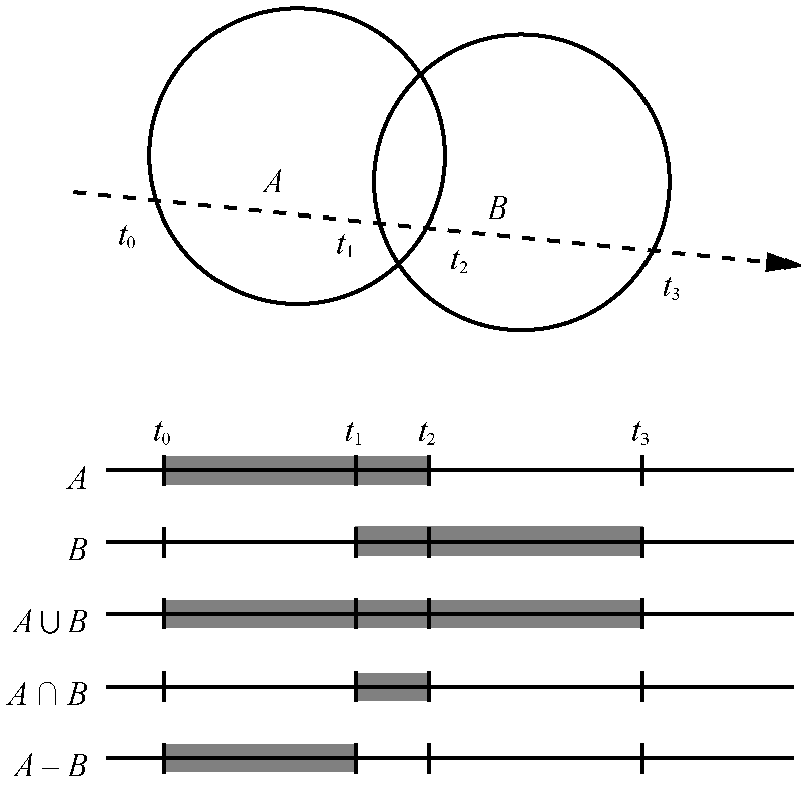 A
B
t₀
t₁
t₂
t₃
t₀ t₁ t₂ t₃
A
B
A ∪ B
A ∩ B
A − B